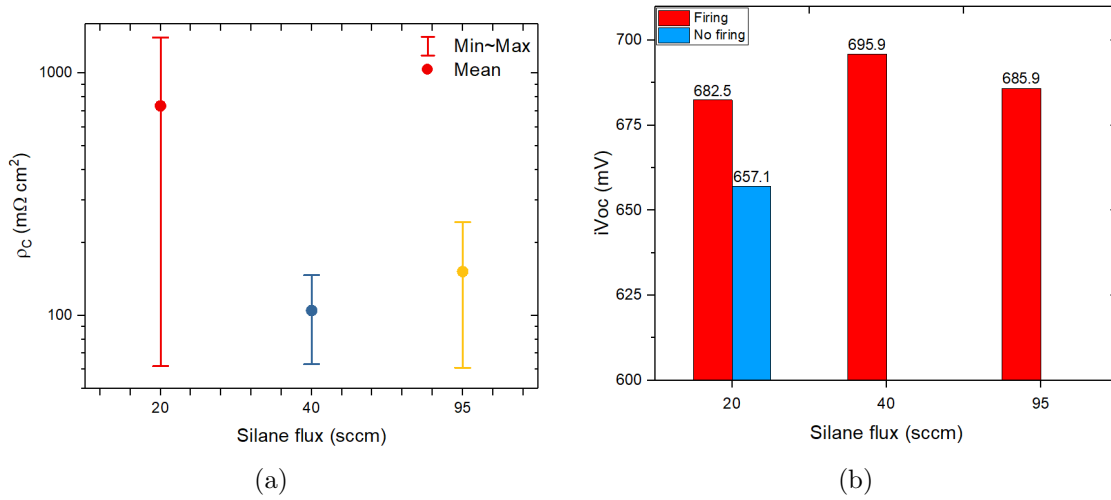 1000
100
ρC (mΩ cm2)
Min~Max
Mean
20 40 95
Silane flux (sccm)
(a)
Firing
No firing
700
675
650
625
600
iVoc (mV)
682.5
657.1
695.9
685.9
20 40 95
Silane flux (sccm)
(b)